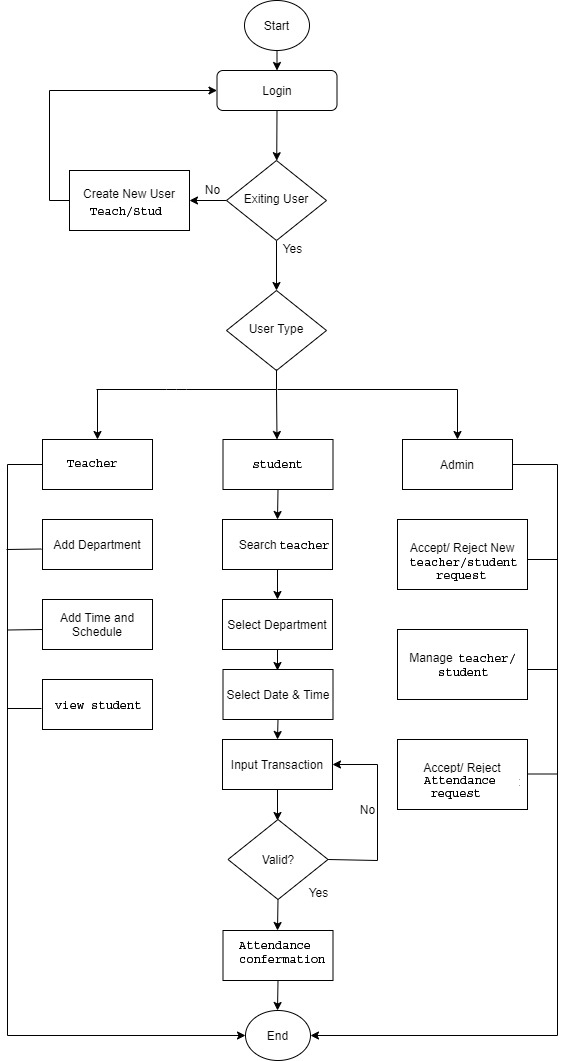 Start
Login
Create New User
Teach/Stud
No
Exiting User
Yes
User Type
Teacher
student
Admin
Add Department
Search teacher
Accept/ Reject New
teacher/student
request
Add Time and
Schedule
Select Department
Manage teacher/
student
view student
Select Date & Time
Input Transaction
Accept/ Reject
Attendance
request
No
Valid?
Yes
Attendance
confermation
End